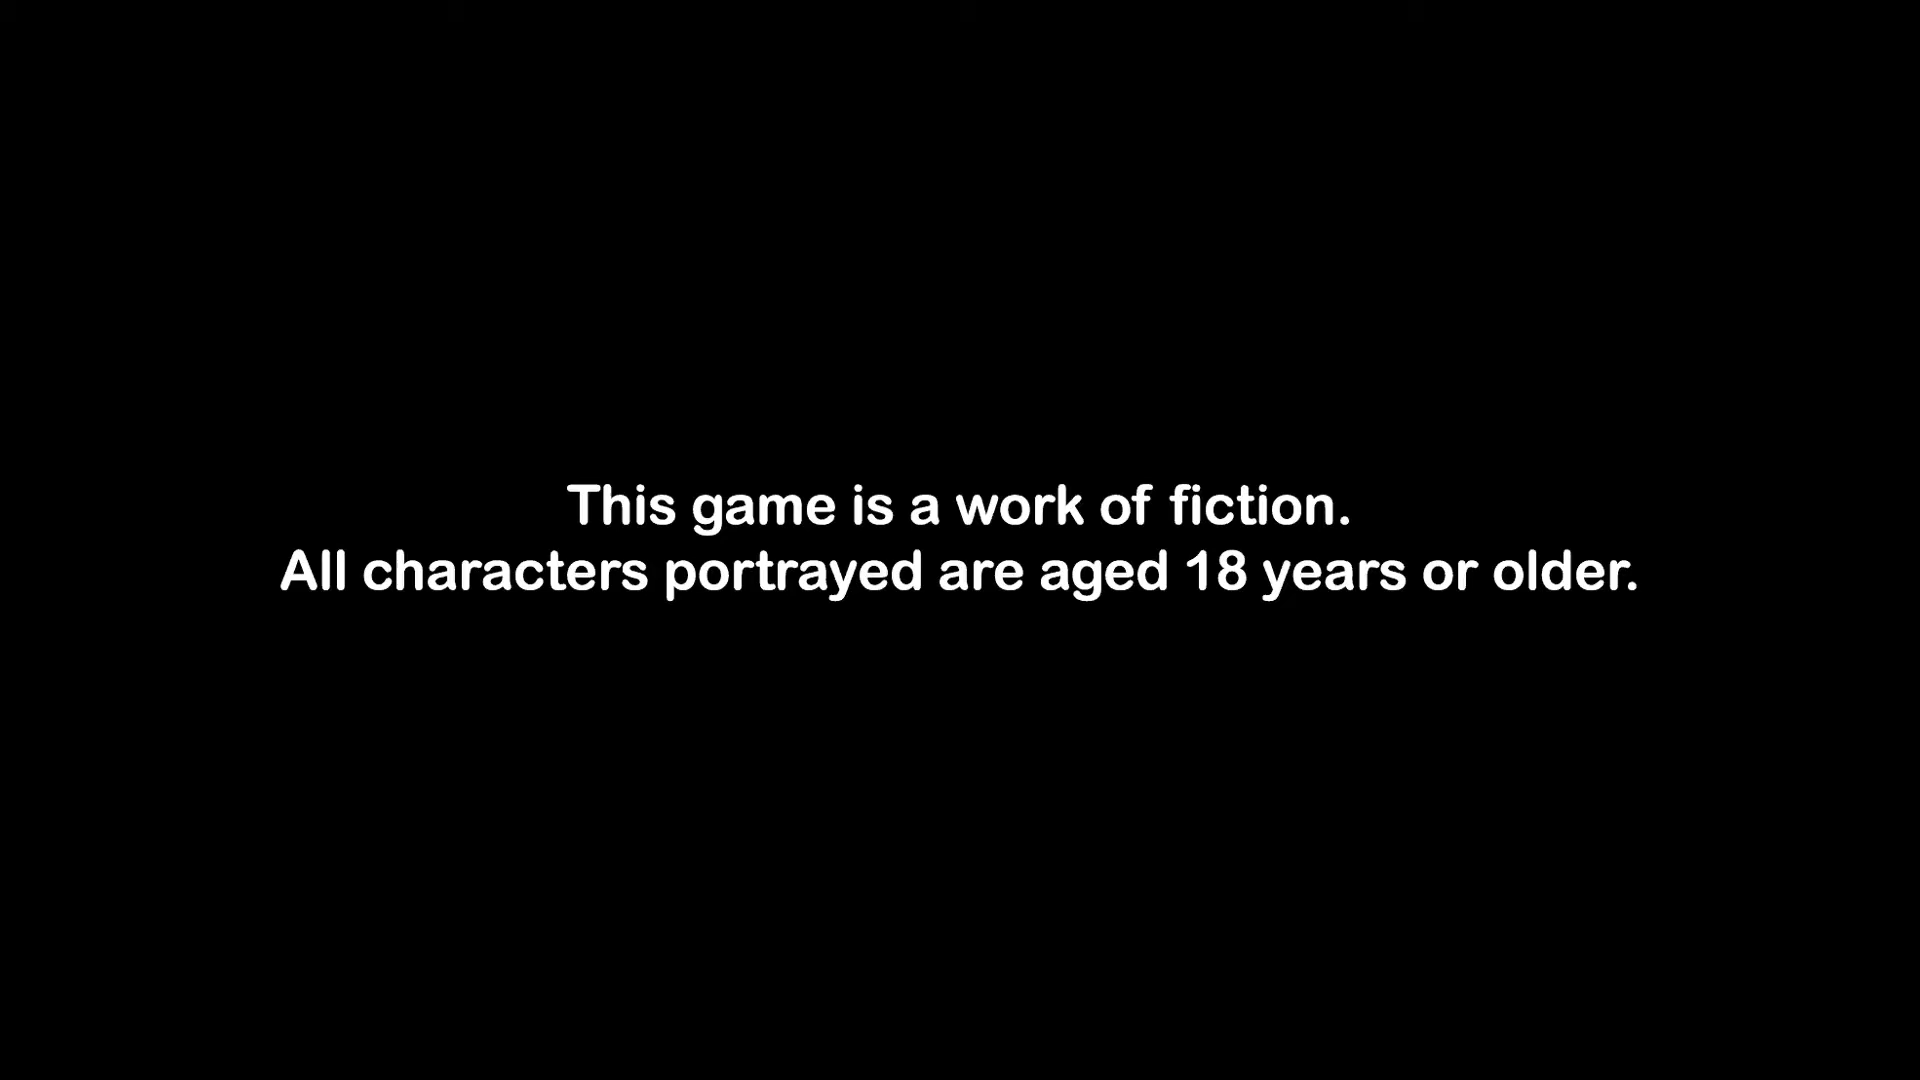 This game is a work of fiction.
All characters portrayed are aged 18 years or older.